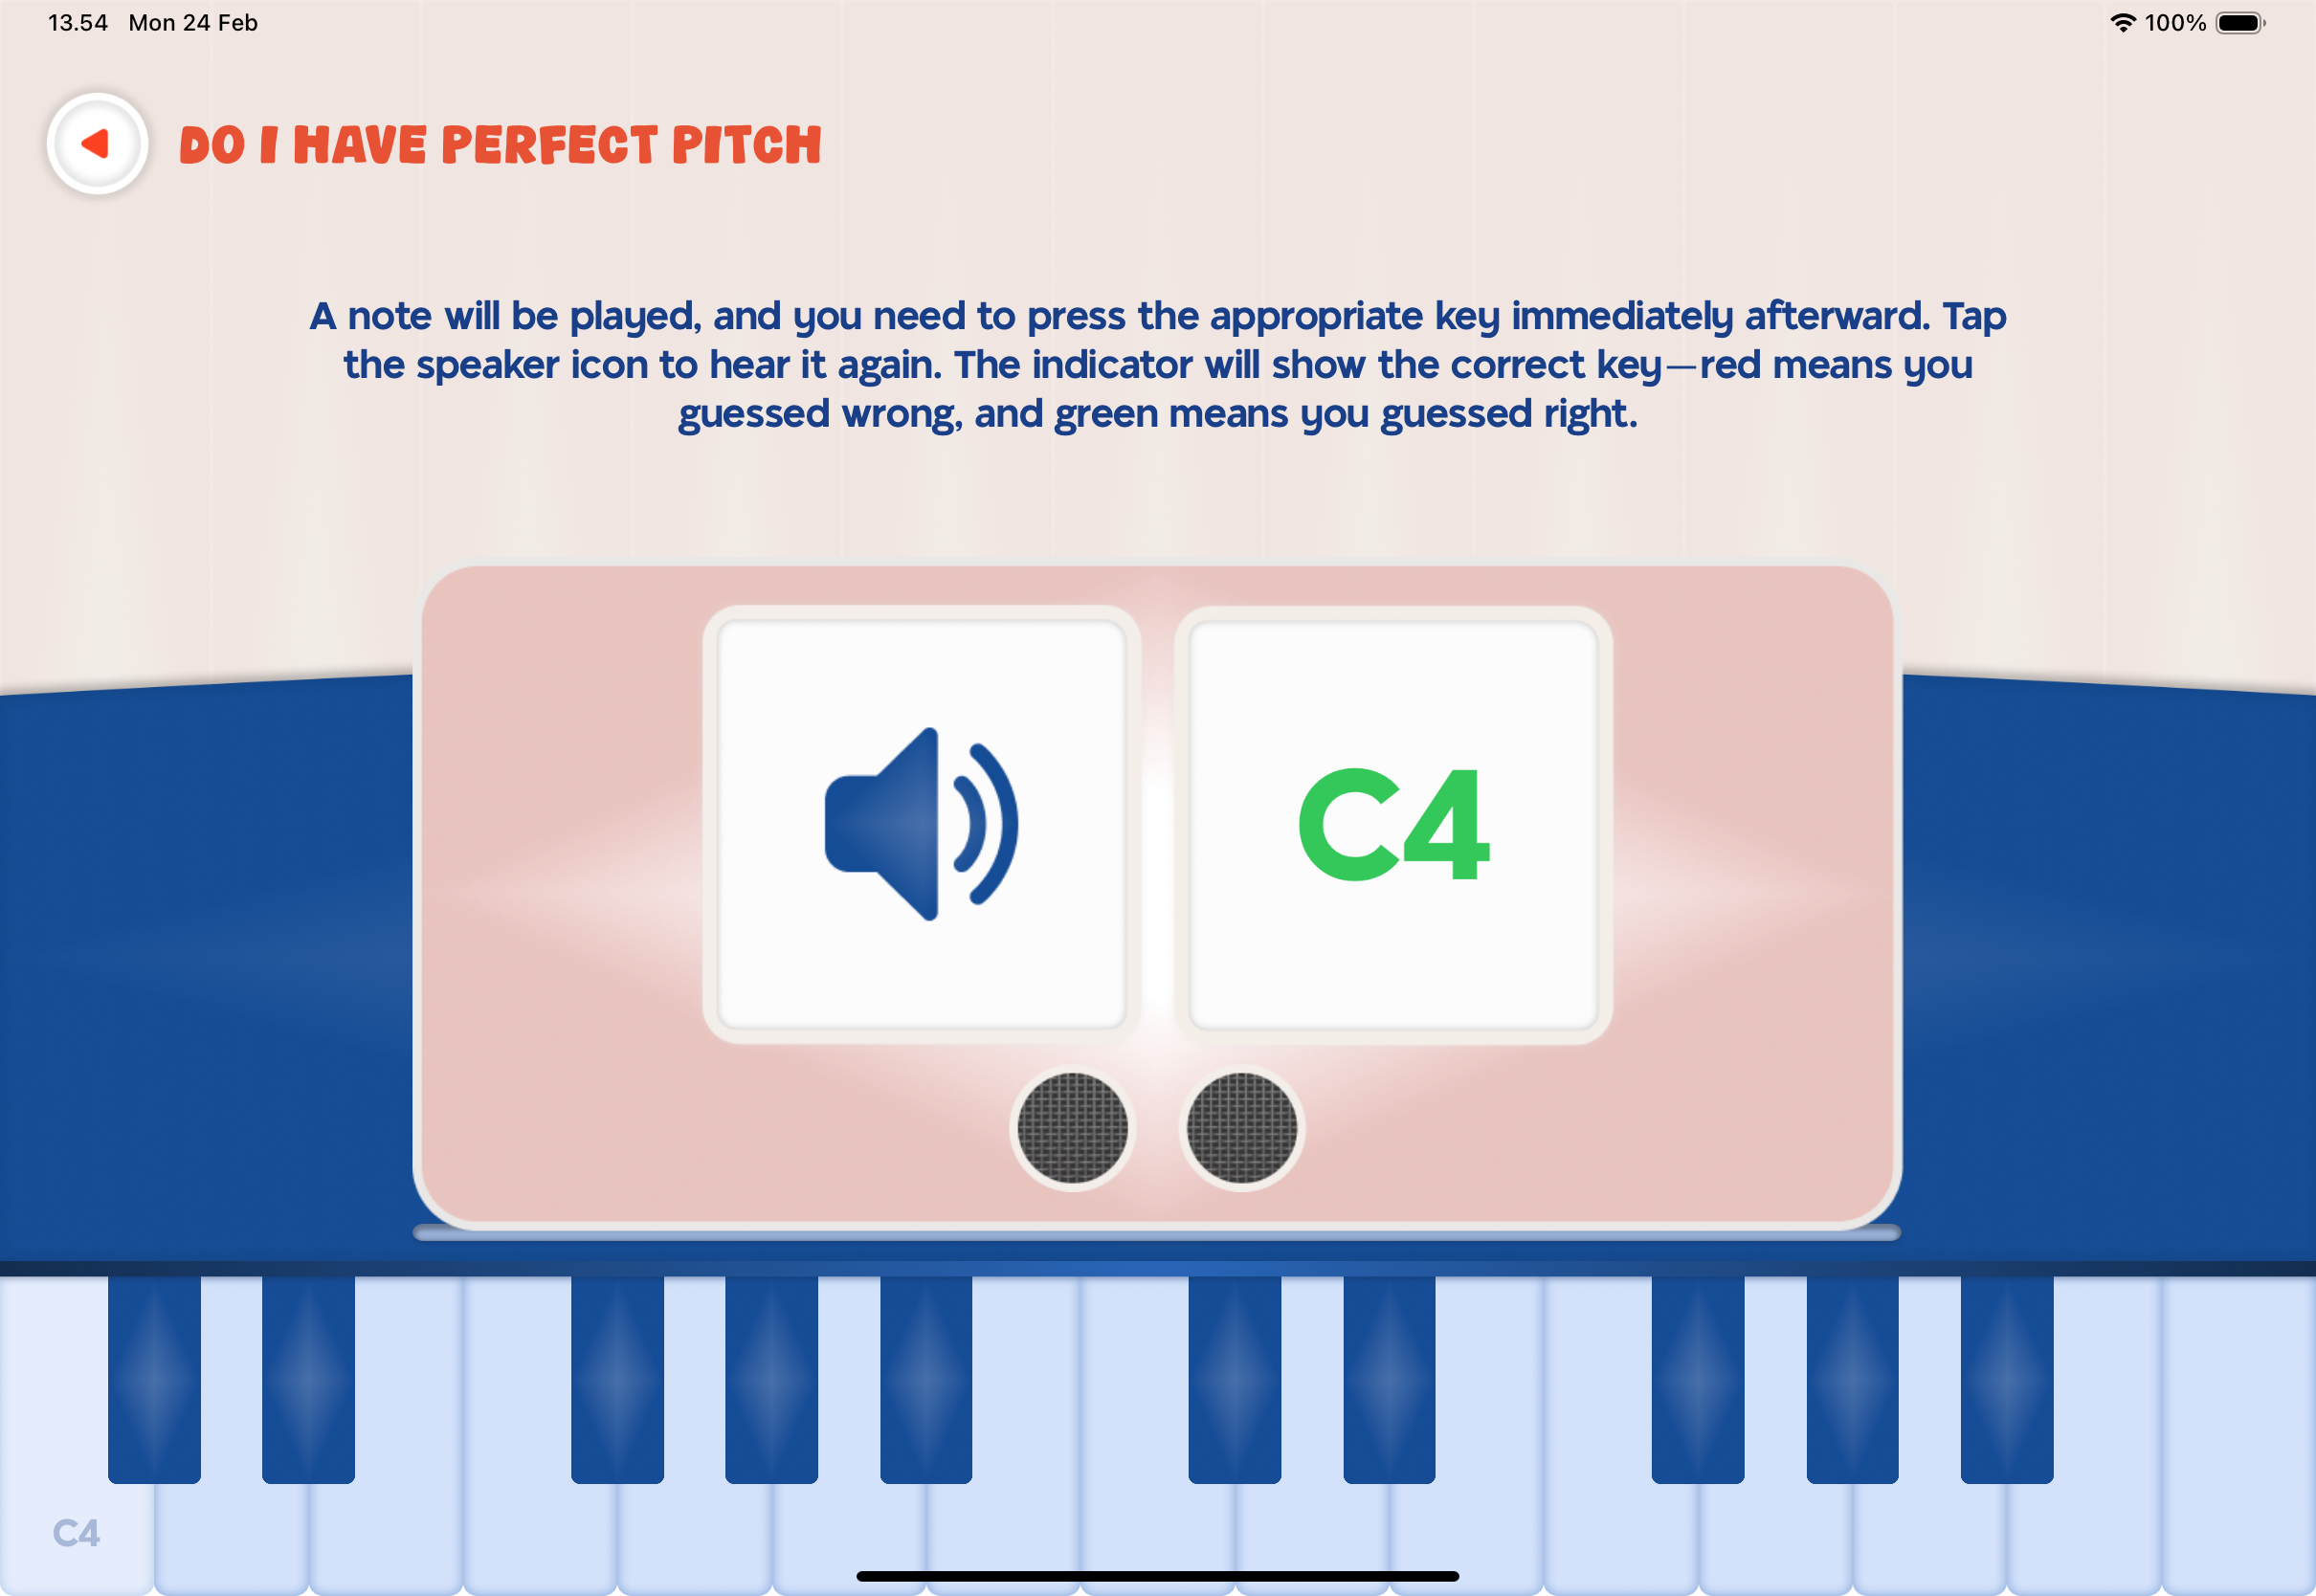 13.54 Mon 24 Feb
100%
DO I HAVE PERFECT PITCH
A note will be played, and you need to press the appropriate key immediately afterward. Tap
the speaker icon to hear it again. The indicator will show the correct key—red means you
guessed wrong, and green means you guessed right.
C4
C4